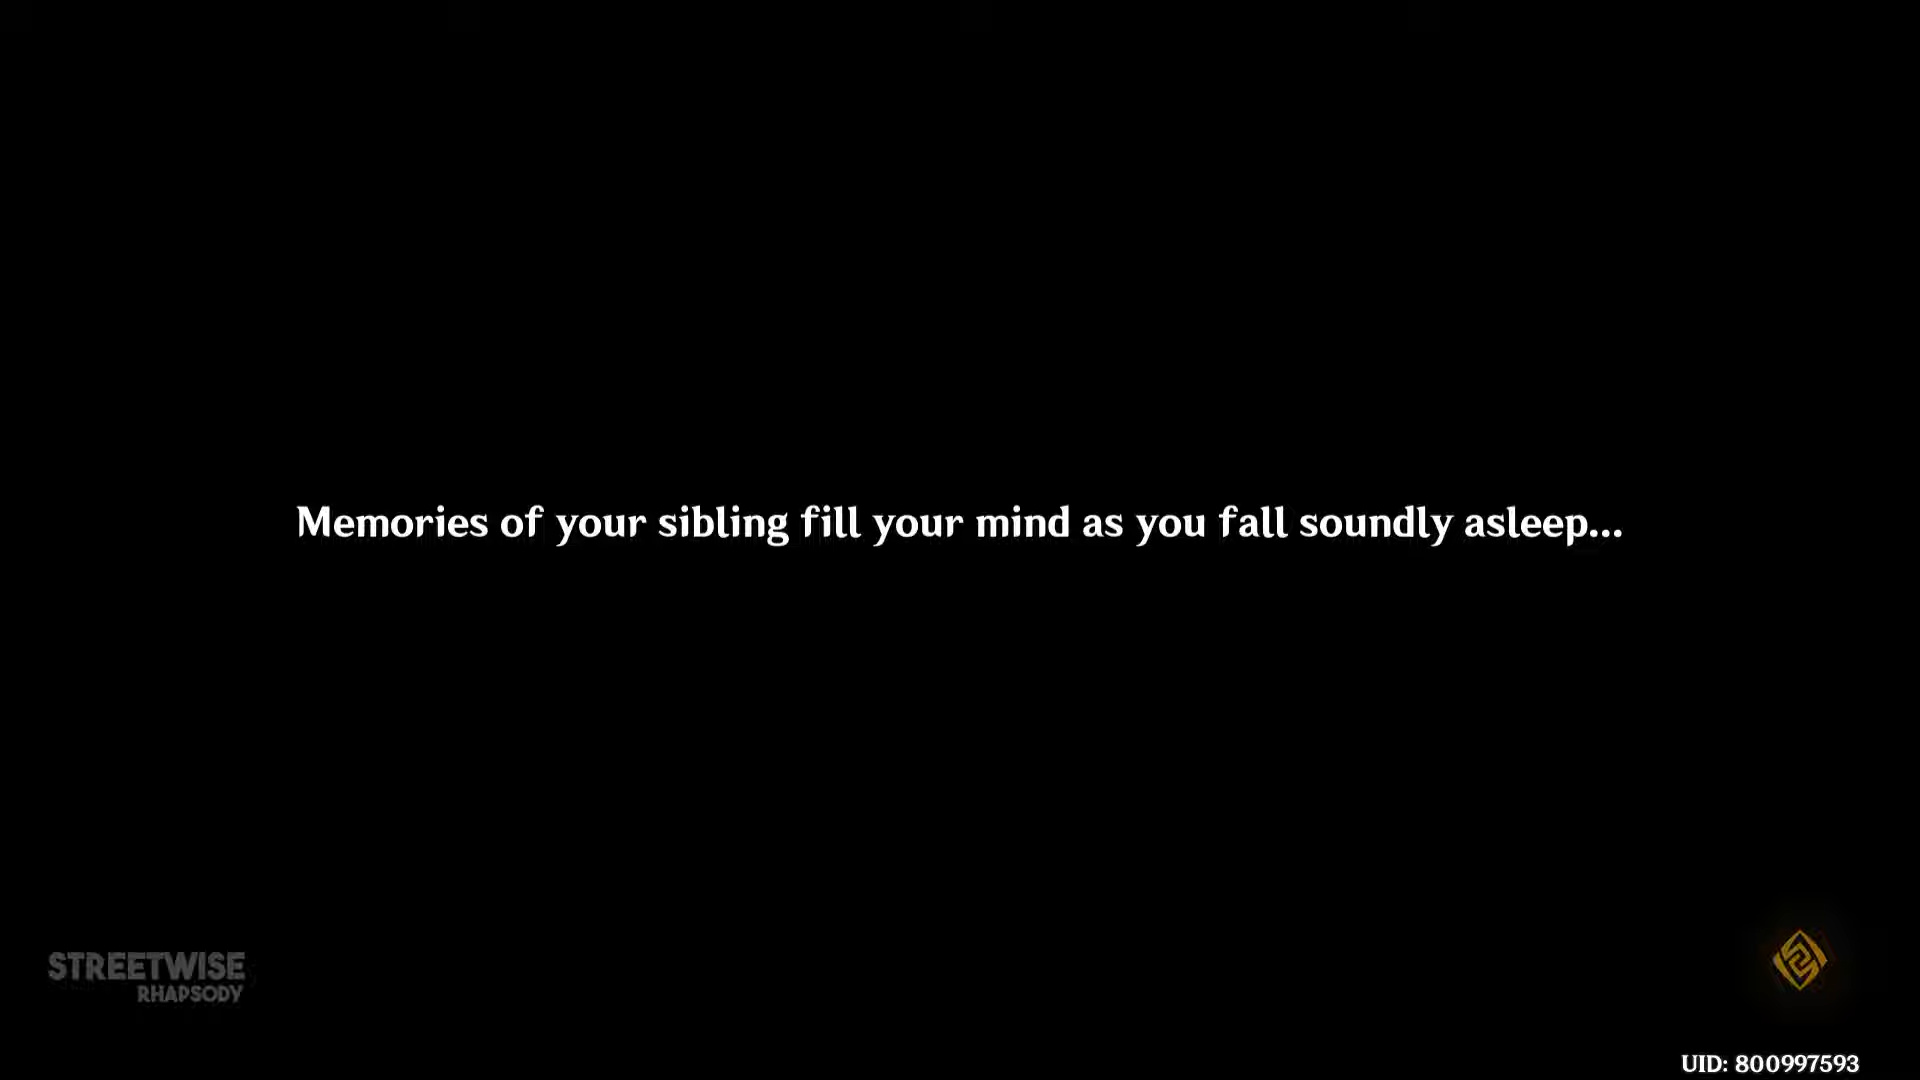 Memories of your sibling fill your mind as you fall soundly asleep...
STREETWISE
RHAPSODY
UID: 800997593